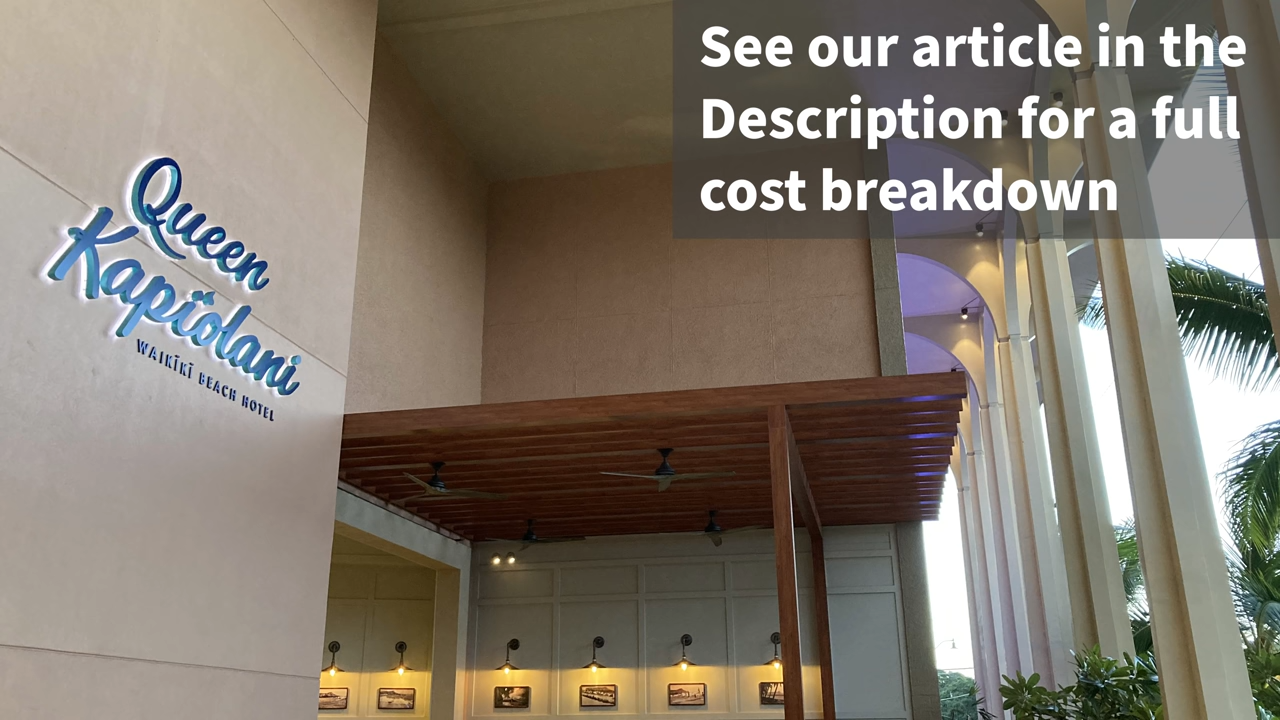 See our article in the
Description for a full
cost breakdown
Queen
Kapiʻolani
WAIKĪKĪ BEACH HOTEL